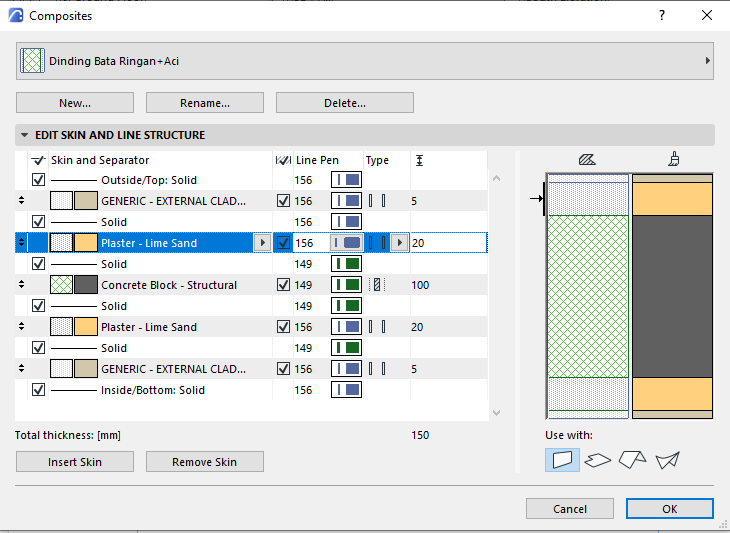 Composites
Dinding Bata Ringan+Aci
New...
Rename...
Delete...
EDIT SKIN AND LINE STRUCTURE
Skin and Separator Line Pen Type
Outside/Top: Solid 156
GENERIC - EXTERNAL CLAD... 156 5
Solid 156
Plaster - Lime Sand 156 20
Solid 149
Concrete Block - Structural 149 100
Solid 149
Plaster - Lime Sand 156 20
Solid 149
GENERIC - EXTERNAL CLAD... 156 5
Inside/Bottom: Solid 156
Total thickness: [mm] 150
Use with:
Insert Skin
Remove Skin
Cancel
OK